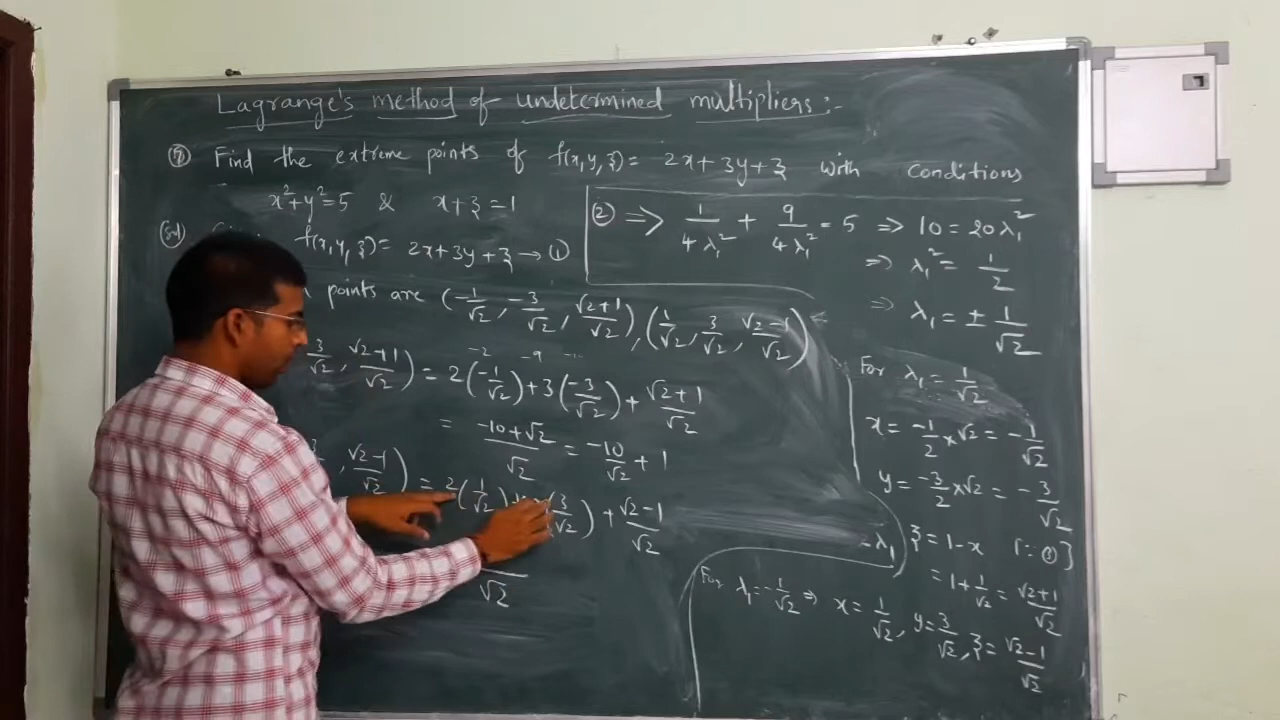 Lagrange's method of undetermined multipliers:-
⑦ Find the extreme points of f(x,y,z) = 2x+3y+z with conditions
x²+y²=5 & x+z=1
f(x,y,z) = 2x+3y+z → ①
points are (-1/√2, -3/√2, (√2+1)/√2), (1/√2, 3/√2, (√2-1)/√2)
-2 -9
3/√2, (√2+1)/√2) = 2(-1/√2)+3(-3/√2)+(√2+1)/√2
= (-10+√2)/√2 = -10/√2 + 1
, (√2-1)/√2) = 2(1/√2) (3/√2) + (√2-1)/√2
√2
② ⇒ 1/(4λ₁²) + 9/(4λ₁²) = 5 ⇒ 10 = 20λ₁²
⇒ λ₁² = 1/2
⇒ λ₁ = ± 1/√2
For λ₁ = 1/√2
x = -1/2 × √2 = -1/√2
y = -3/2 × √2 = -3/√2
-λ₁
z = 1-x [∵ ③]
= 1+1/√2 = (√2+1)/√2
For λ₁ = -1/√2 ⇒ x = 1/√2, y = 3/√2, z = (√2-1)/√2